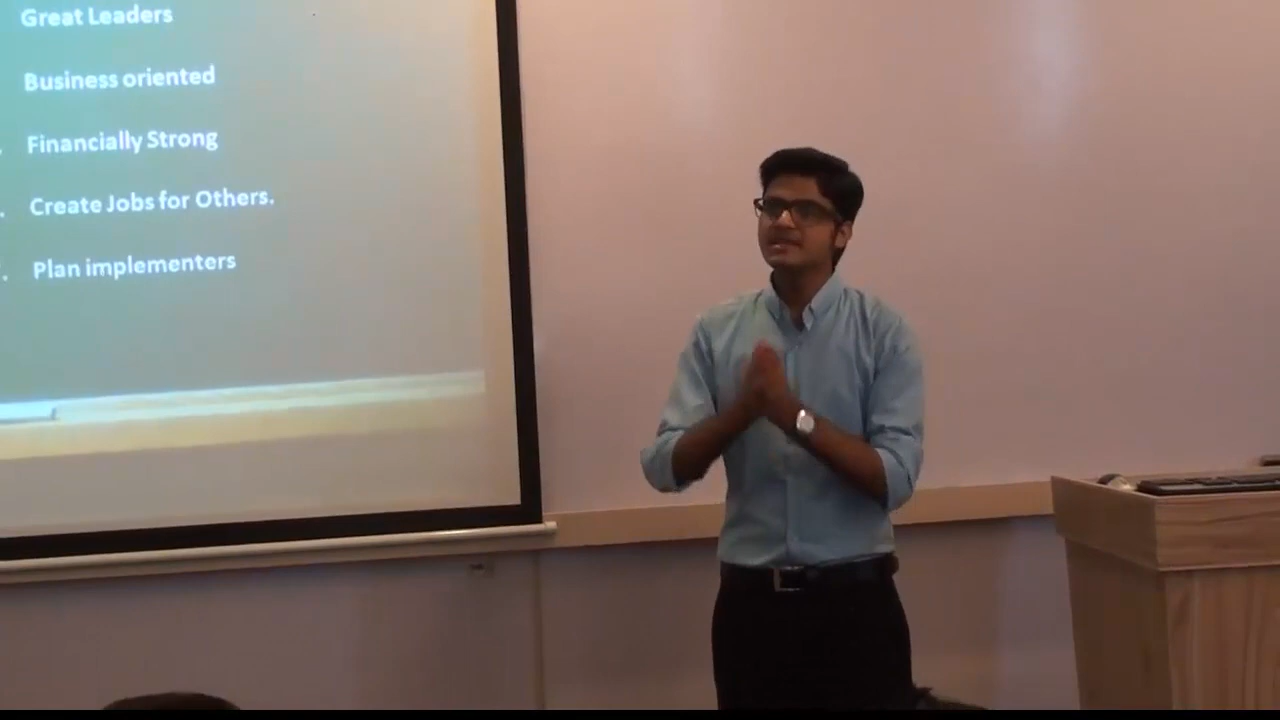 Great Leaders
Business oriented
Financially Strong
Create Jobs for Others.
Plan implementers